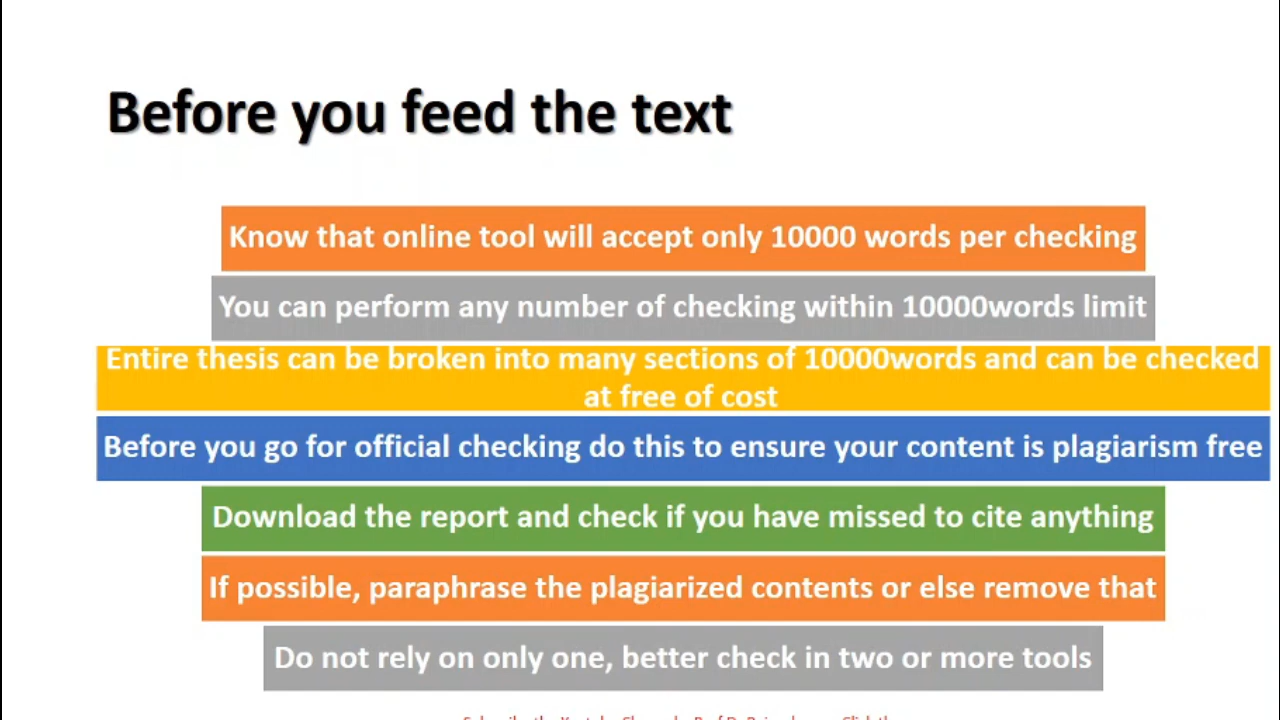 Before you feed the text
Know that online tool will accept only 10000 words per checking
You can perform any number of checking within 10000words limit
Entire thesis can be broken into many sections of 10000words and can be checked
at free of cost
Before you go for official checking do this to ensure your content is plagiarism free
Download the report and check if you have missed to cite anything
If possible, paraphrase the plagiarized contents or else remove that
Do not rely on only one, better check in two or more tools